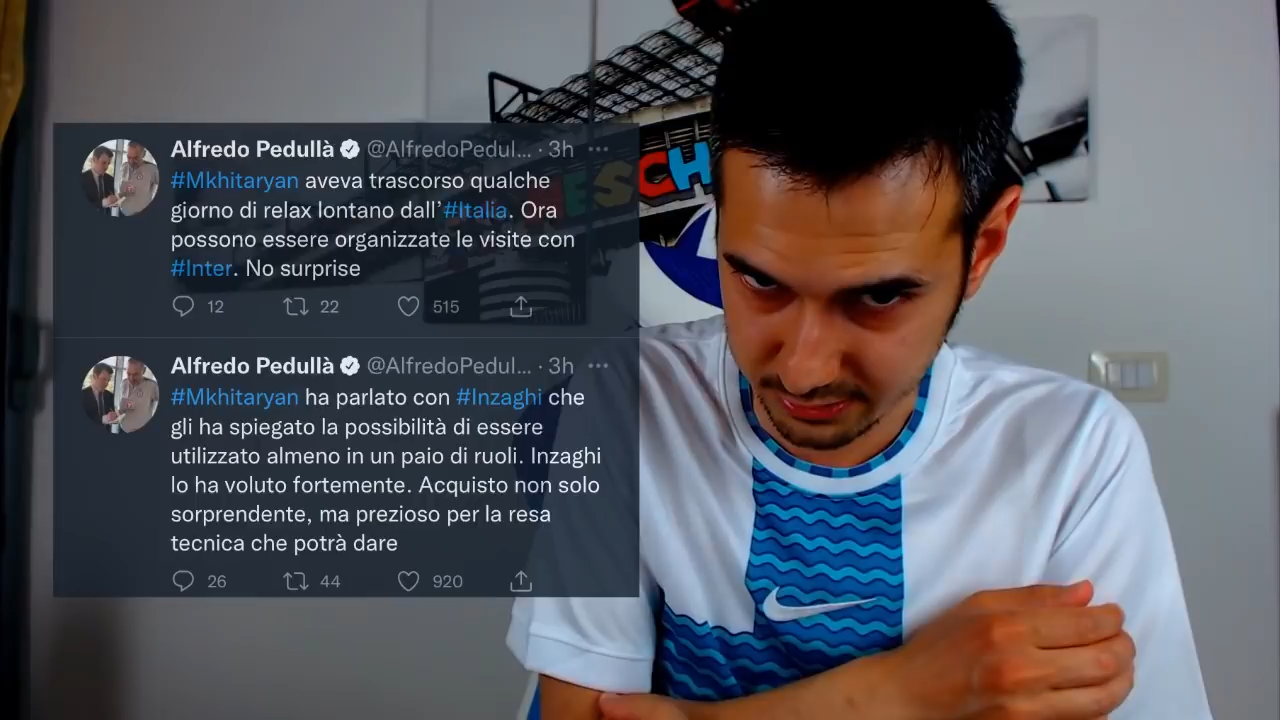 Alfredo Pedullà @AlfredoPedul... · 3h
#Mkhitaryan aveva trascorso qualche
giorno di relax lontano dall’#Italia. Ora
possono essere organizzate le visite con
#Inter. No surprise
12 22 515
Alfredo Pedullà @AlfredoPedul... · 3h
#Mkhitaryan ha parlato con #Inzaghi che
gli ha spiegato la possibilità di essere
utilizzato almeno in un paio di ruoli. Inzaghi
lo ha voluto fortemente. Acquisto non solo
sorprendente, ma prezioso per la resa
tecnica che potrà dare
26 44 920
ESCH